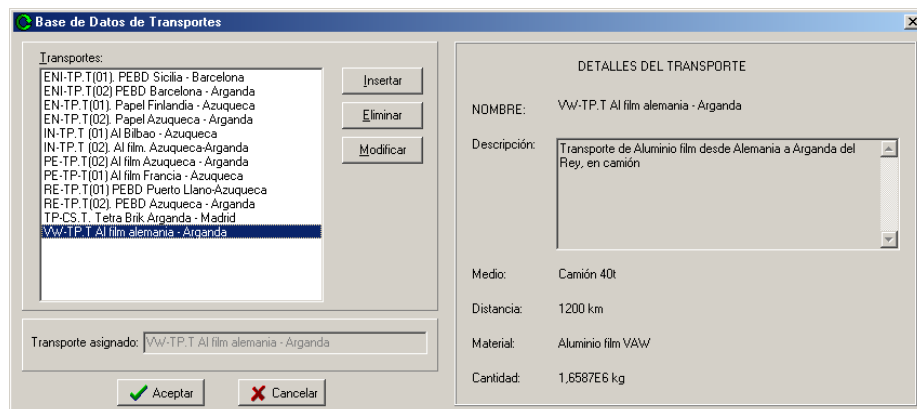 Base de Datos de Transportes
Transportes:
ENI-TP.T(01). PEBD Sicilia - Barcelona
ENI-TP.T(02) PEBD Barcelona - Arganda
EN-TP.T(01). Papel Finlandia - Azuqueca
EN-TP.T(02). Papel Azuqueca - Arganda
IN-TP.T (01) Al Bilbao - Azuqueca
IN-TP.T (02). Al film. Azuqueca-Arganda
PE-TP.T(02) Al film Azuqueca - Arganda
PE-TP-T(01) Al film Francia - Azuqueca
RE-TP.T(01) PEBD Puerto Llano-Azuqueca
RE-TP.T(02). PEBD Azuqueca - Arganda
TP-CS.T. Tetra Brik Arganda - Madrid
VW-TP.T Al film alemania - Arganda
Insertar
Eliminar
Modificar
Transporte asignado: VW-TP.T Al film alemania - Arganda
Aceptar
Cancelar
DETALLES DEL TRANSPORTE
NOMBRE: VW-TP.T Al film alemania - Arganda
Descripción: Transporte de Aluminio film desde Alemania a Arganda del
Rey, en camión
Medio: Camión 40t
Distancia: 1200 km
Material: Aluminio film VAW
Cantidad: 1,6587E6 kg